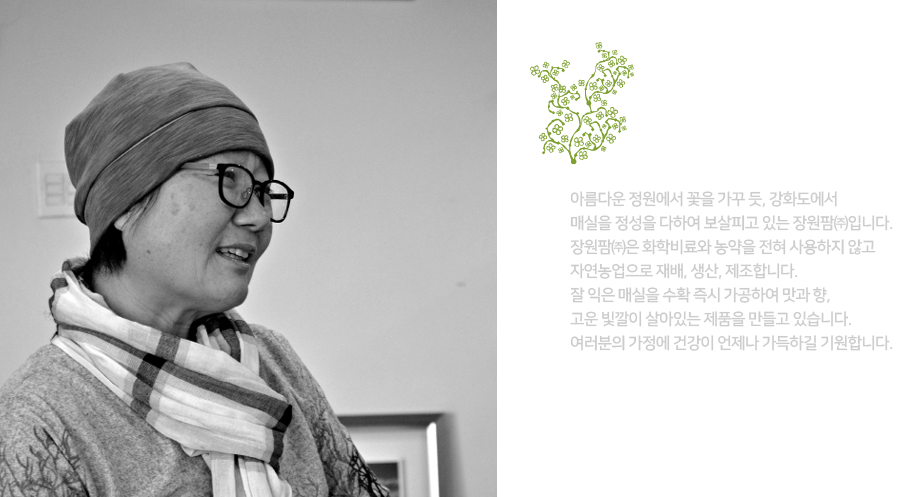 아름다운 정원에서 꽃을 가꾸 듯, 강화도에서
매실을 정성을 다하여 보살피고 있는 장원팜㈜입니다.
장원팜㈜은 화학비료와 농약을 전혀 사용하지 않고
자연농업으로 재배, 생산, 제조합니다.
잘 익은 매실을 수확 즉시 가공하여 맛과 향,
고운 빛깔이 살아있는 제품을 만들고 있습니다.
여러분의 가정에 건강이 언제나 가득하길 기원합니다.